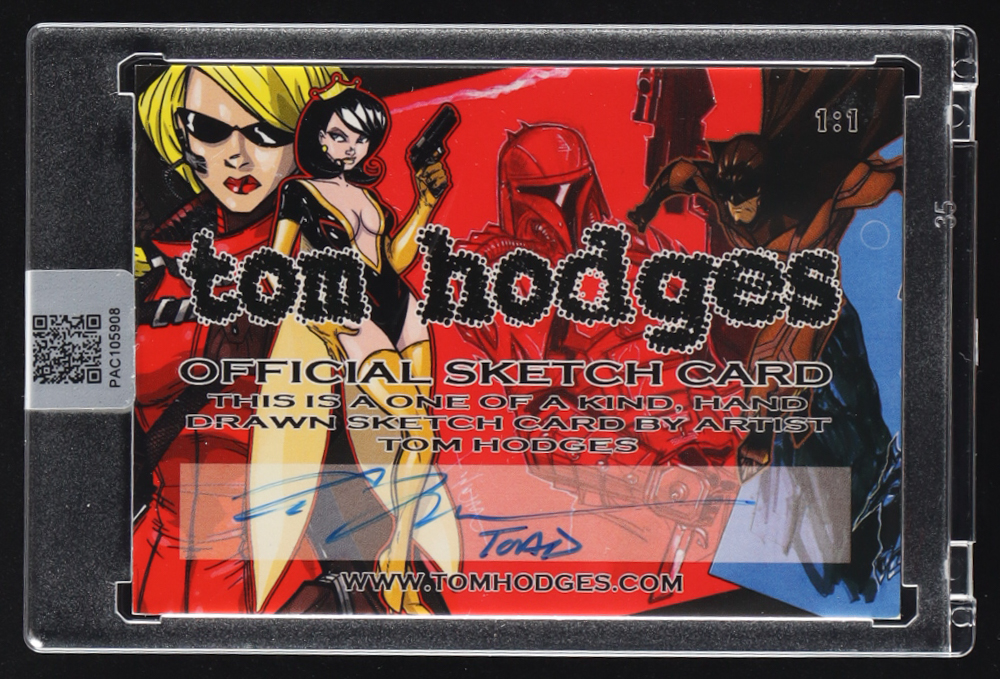 1:1
35
tom hodges
PAC105908
OFFICIAL SKETCH CARD
THIS IS A ONE OF A KIND, HAND
DRAWN SKETCH CARD BY ARTIST
TOM HODGES
TOAD
WWW.TOMHODGES.COM